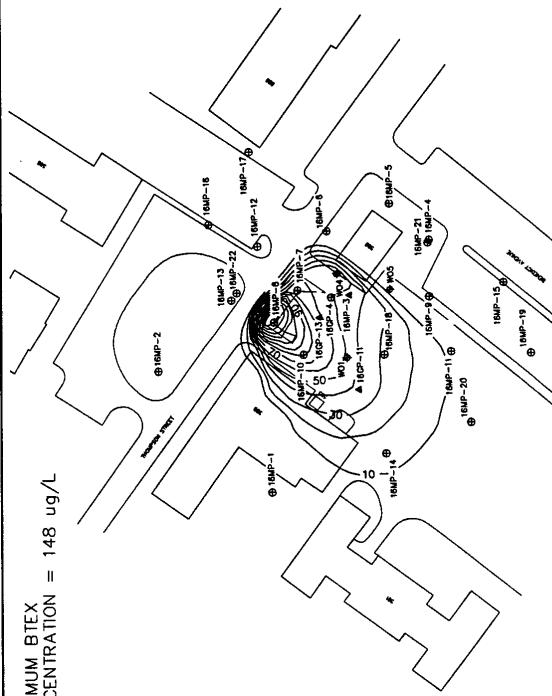 MUM BTEX
CENTRATION = 148 ug/L
16MP-16
16MP-17
16MP-12
16MP-13
16MP-22
16MP-2
THOMPSON STREET
16MP-6
16MP-5
16MP-21
16MP-4
16MP-7
16MP-8
W04
16CP-4
16CP-13
16MP-3
W05
16MP-10
W01
16CP-11
16MP-18
16MP-9
16MP-15
16MP-19
16MP-11
16MP-20
50
30
10
16MP-14
16MP-1